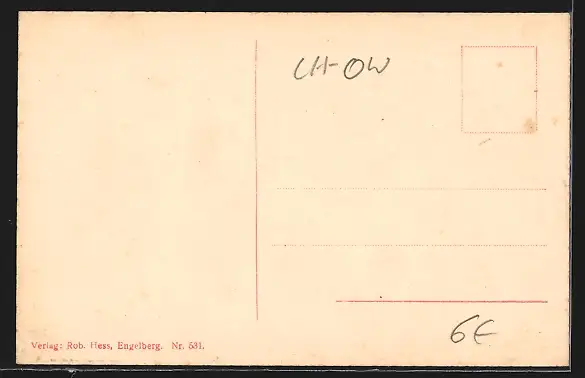 CH-OW
Verlag: Rob. Hess, Engelberg. Nr. 531.
6€